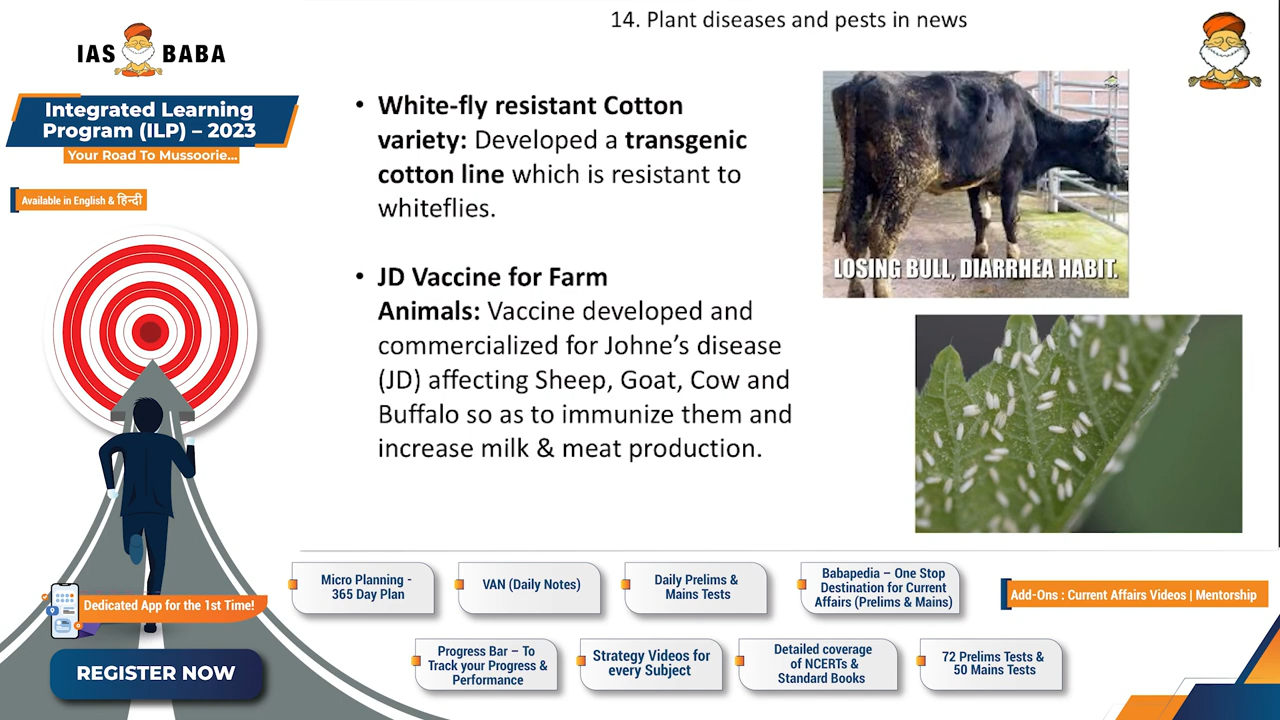 14. Plant diseases and pests in news
IAS BABA
Integrated Learning
Program (ILP) – 2023
Your Road To Mussoorie...
Available in English & हिन्दी
• White-fly resistant Cotton
variety: Developed a transgenic
cotton line which is resistant to
whiteflies.
• JD Vaccine for Farm
Animals: Vaccine developed and
commercialized for Johne's disease
(JD) affecting Sheep, Goat, Cow and
Buffalo so as to immunize them and
increase milk & meat production.
LOSING BULL, DIARRHEA HABIT.
Dedicated App for the 1st Time!
REGISTER NOW
Micro Planning -
365 Day Plan
VAN (Daily Notes)
Daily Prelims &
Mains Tests
Babapedia – One Stop
Destination for Current
Affairs (Prelims & Mains)
Add-Ons : Current Affairs Videos | Mentorship
Progress Bar – To
Track your Progress &
Performance
Strategy Videos for
every Subject
Detailed coverage
of NCERTs &
Standard Books
72 Prelims Tests &
50 Mains Tests